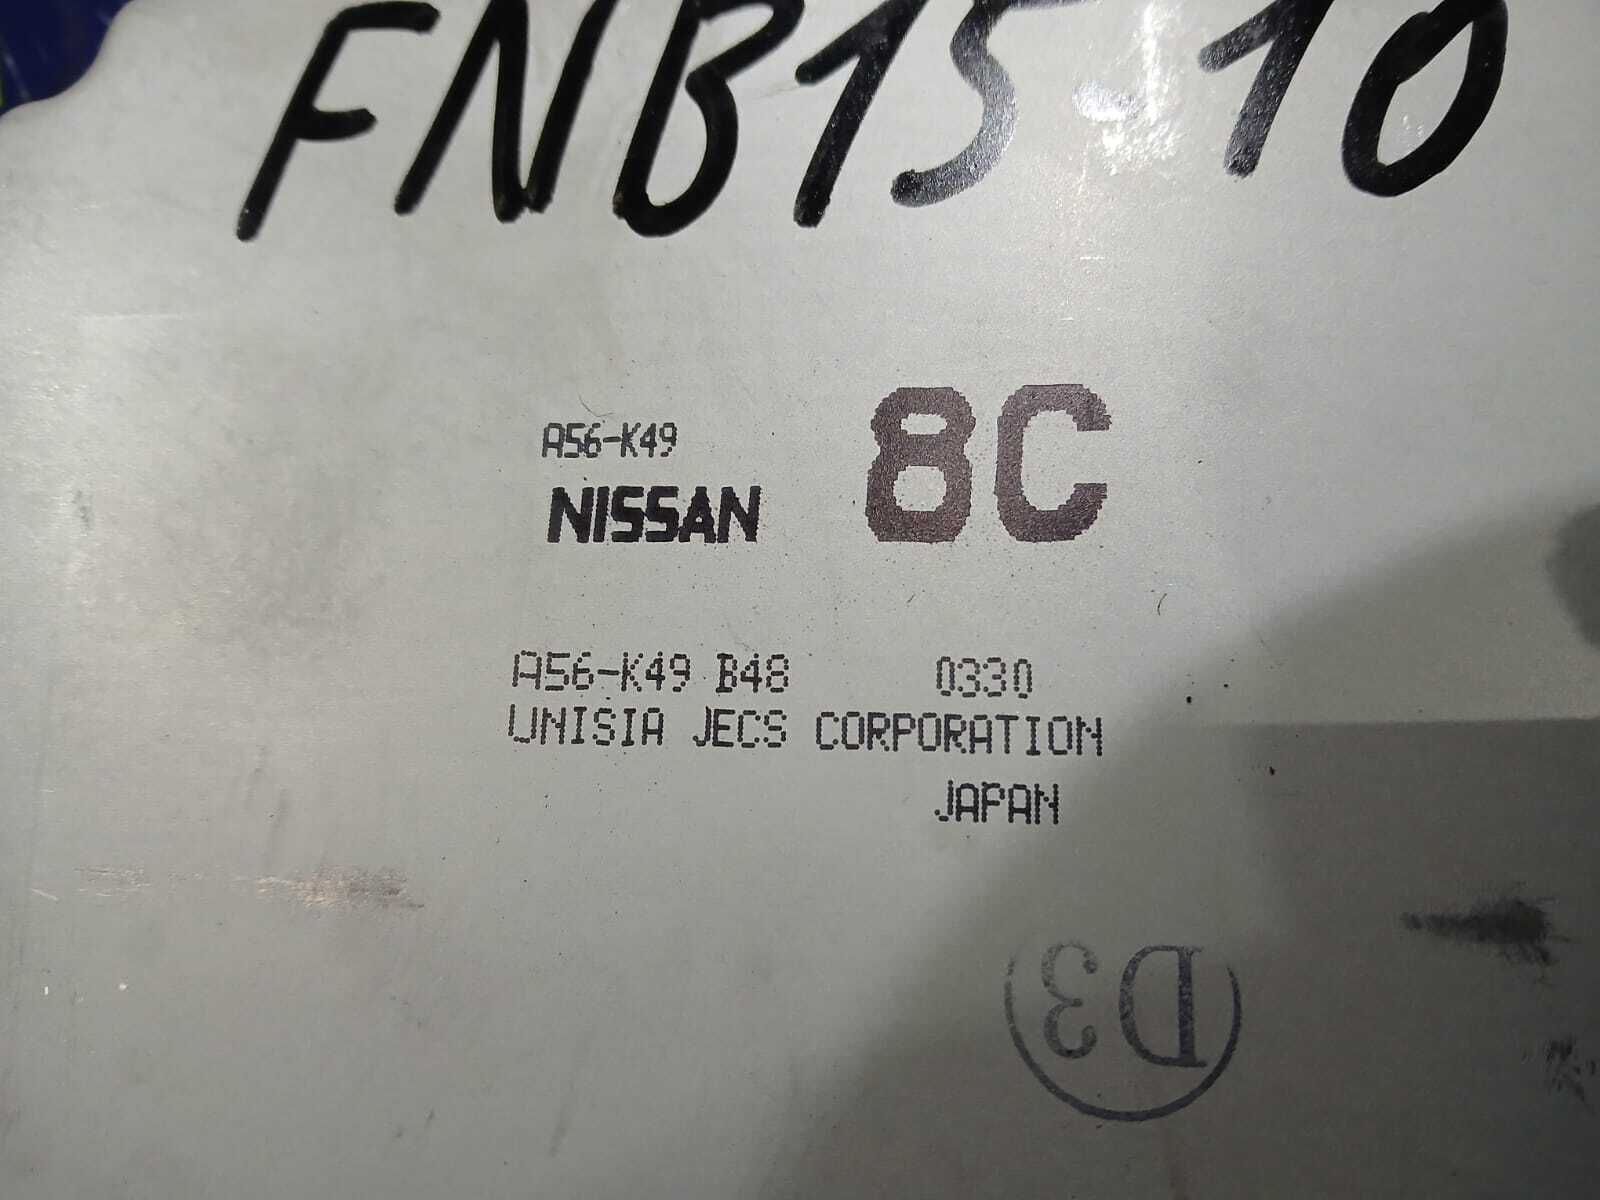 FNB15-10
A56-K49
NISSAN 8C
A56-K49 B48 0330
UNISIA JECS CORPORATION
JAPAN
D3